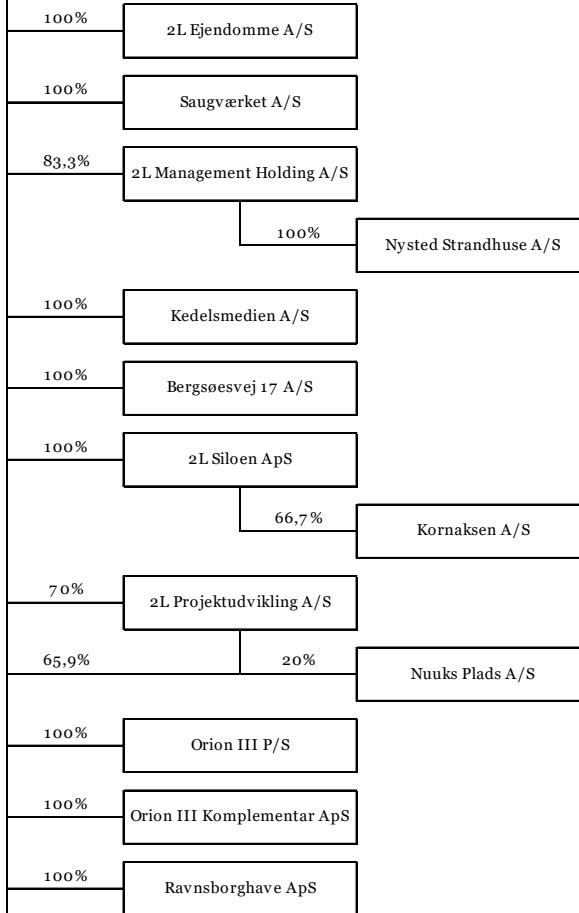 100%
2L Ejendomme A/S
100%
Saugværket A/S
83,3%
2L Management Holding A/S
100%
Nysted Strandhuse A/S
100%
Kedelsmedien A/S
100%
Bergsøesvej 17 A/S
100%
2L Siloen ApS
66,7%
Kornaksen A/S
70%
2L Projektudvikling A/S
65,9%
20%
Nuuks Plads A/S
100%
Orion III P/S
100%
Orion III Komplementar ApS
100%
Ravnsborghave ApS